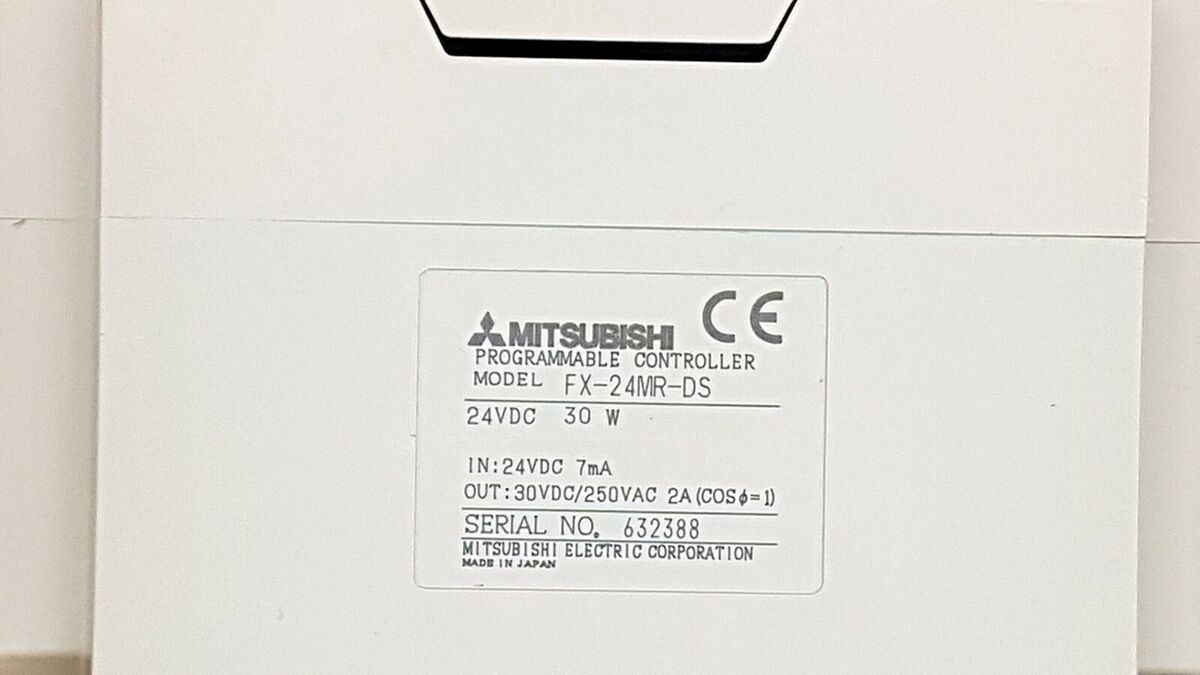 MITSUBISHI CE
PROGRAMMABLE CONTROLLER
MODEL FX-24MR-DS
24VDC 30 W
IN:24VDC 7mA
OUT:30VDC/250VAC 2A(COSϕ=1)
SERIAL NO. 632388
MITSUBISHI ELECTRIC CORPORATION
MADE IN JAPAN